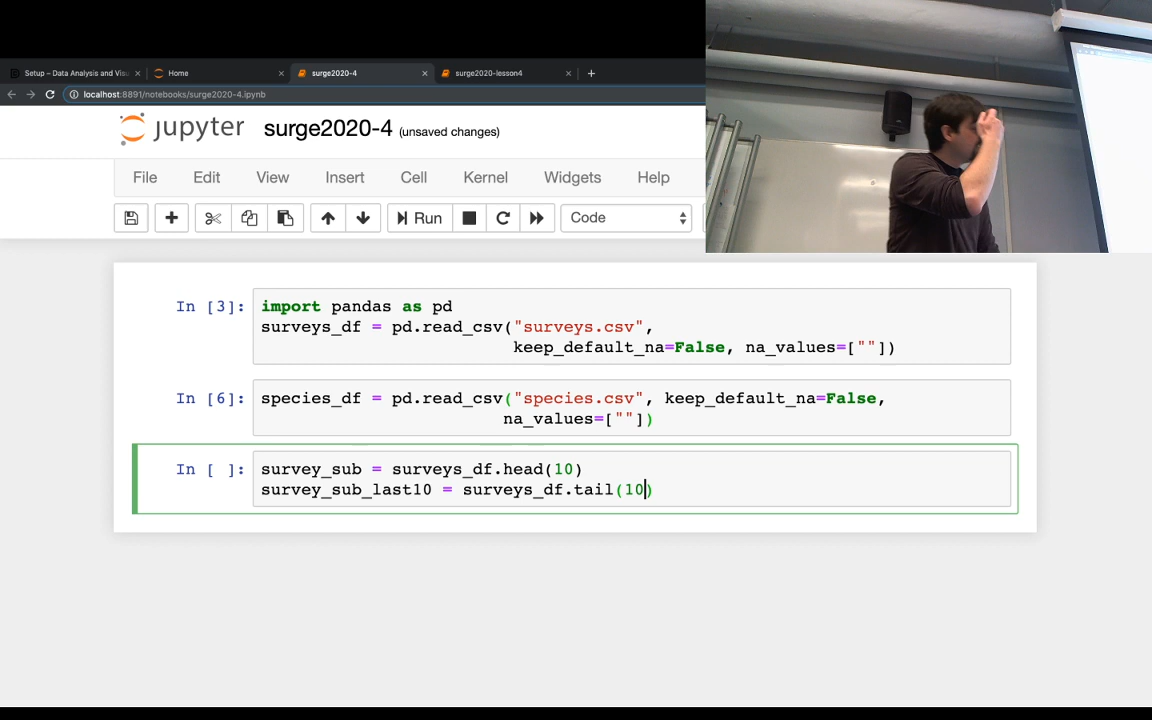 Setup – Data Analysis and Visu
Home
surge2020-4
surge2020-lesson4
localhost:8891/notebooks/surge2020-4.ipynb
jupyter surge2020-4 (unsaved changes)
File Edit View Insert Cell Kernel Widgets Help
Run Code
In [3]: import pandas as pd
surveys_df = pd.read_csv("surveys.csv",
keep_default_na=False, na_values=[""])
In [6]: species_df = pd.read_csv("species.csv", keep_default_na=False,
na_values=[""])
In [ ]: survey_sub = surveys_df.head(10)
survey_sub_last10 = surveys_df.tail(10)